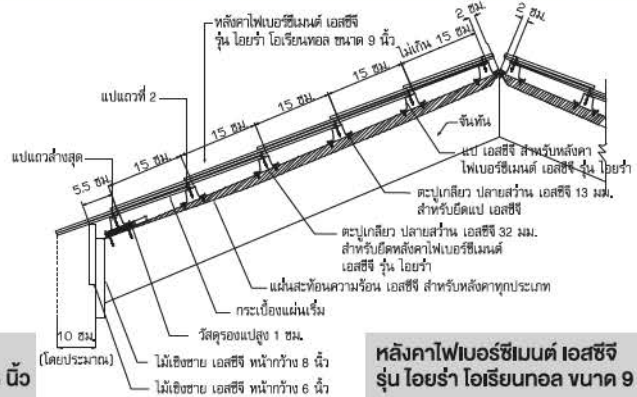 2 ซม.
2 ซม.
หลังคาไฟเบอร์ซีเมนต์ เอสซีจี
รุ่น ไอยร่า โอเรียนทอล ขนาด 9 นิ้ว
ไม่เกิน 15 ซม.
15 ซม.
15 ซม.
15 ซม.
15 ซม.
5.5 ซม.
แปแถวที่ 2
แปแถวล่างสุด
จันทัน
แป เอสซีจี สำหรับหลังคา
ไฟเบอร์ซีเมนต์ เอสซีจี รุ่น ไอยร่า
ตะปูเกลียว ปลายสว่าน เอสซีจี 13 มม.
สำหรับยึดแป เอสซีจี
ตะปูเกลียว ปลายสว่าน เอสซีจี 32 มม.
สำหรับยึดหลังคาไฟเบอร์ซีเมนต์
เอสซีจี รุ่น ไอยร่า
แผ่นสะท้อนความร้อน เอสซีจี สำหรับหลังคาทุกประเภท
กระเบื้องแผ่นเริ่ม
วัสดุรองแปสูง 1 ซม.
10 ซม.
(โดยประมาณ)
ไม้เชิงชาย เอสซีจี หน้ากว้าง 8 นิ้ว
ไม้เชิงชาย เอสซีจี หน้ากว้าง 6 นิ้ว
นิ้ว
หลังคาไฟเบอร์ซีเมนต์ เอสซีจี
รุ่น ไอยร่า โอเรียนทอล ขนาด 9